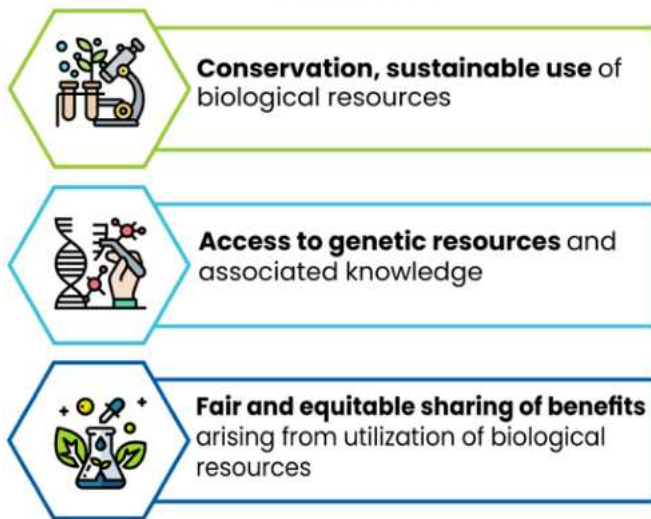 Conservation, sustainable use of
biological resources
Access to genetic resources and
associated knowledge
Fair and equitable sharing of benefits
arising from utilization of biological
resources